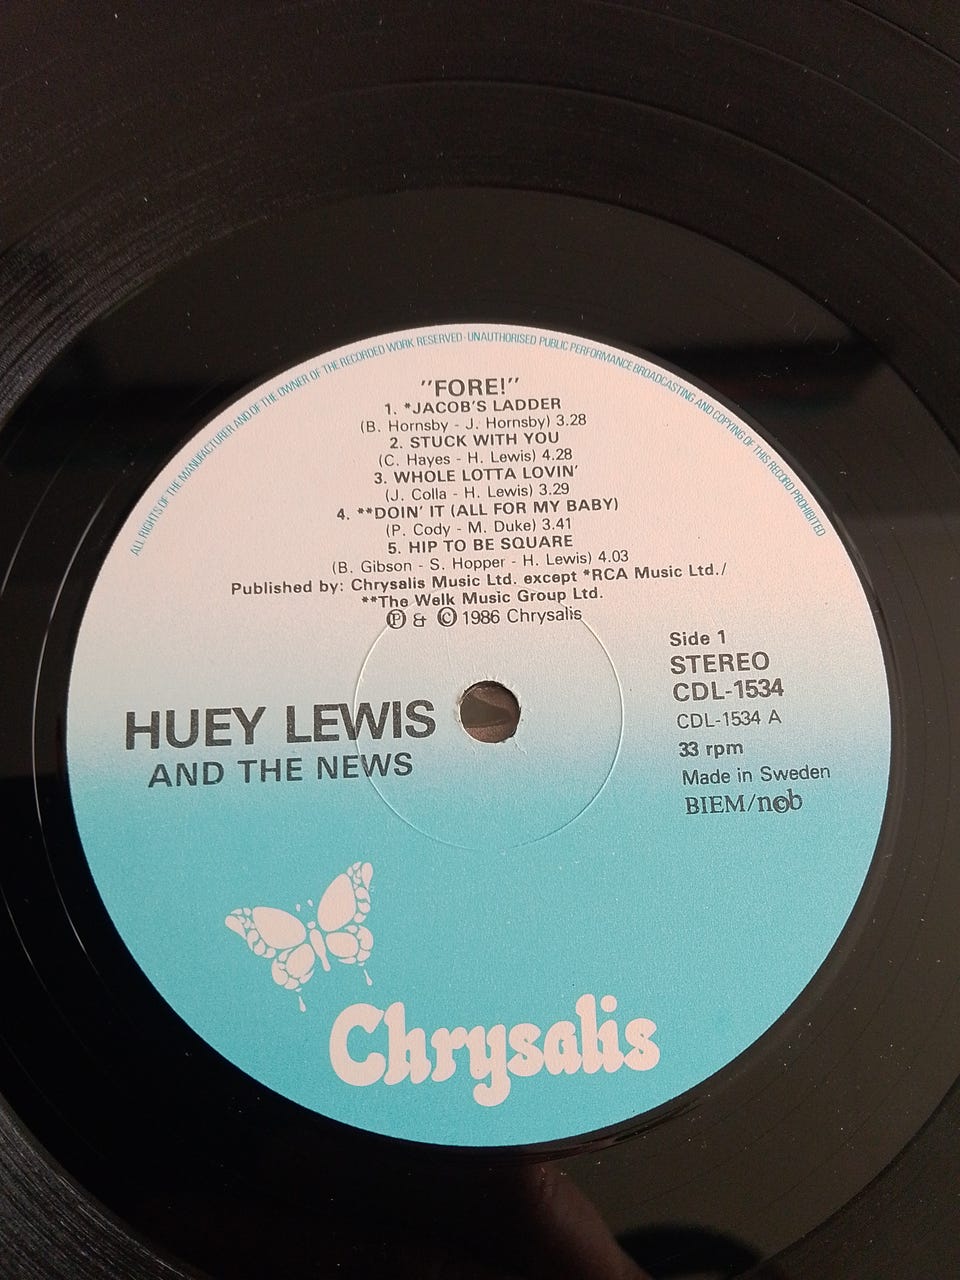 ALL RIGHTS OF THE MANUFACTURER AND OF THE OWNER OF THE RECORDED WORK RESERVED · UNAUTHORISED PUBLIC PERFORMANCE BROADCASTING AND COPYING OF THIS RECORD PROHIBITED
"FORE!"
1. *JACOB'S LADDER
(B. Hornsby - J. Hornsby) 3.28
2. STUCK WITH YOU
(C. Hayes - H. Lewis) 4.28
3. WHOLE LOTTA LOVIN'
(J. Colla - H. Lewis) 3.29
4. **DOIN' IT (ALL FOR MY BABY)
(P. Cody - M. Duke) 3.41
5. HIP TO BE SQUARE
(B. Gibson - S. Hopper - H. Lewis) 4.03
Published by: Chrysalis Music Ltd. except *RCA Music Ltd./
**The Welk Music Group Ltd.
℗ & © 1986 Chrysalis
Side 1
STEREO
CDL-1534
CDL-1534 A
33 rpm
Made in Sweden
BIEM/n©b
HUEY LEWIS
AND THE NEWS
Chrysalis